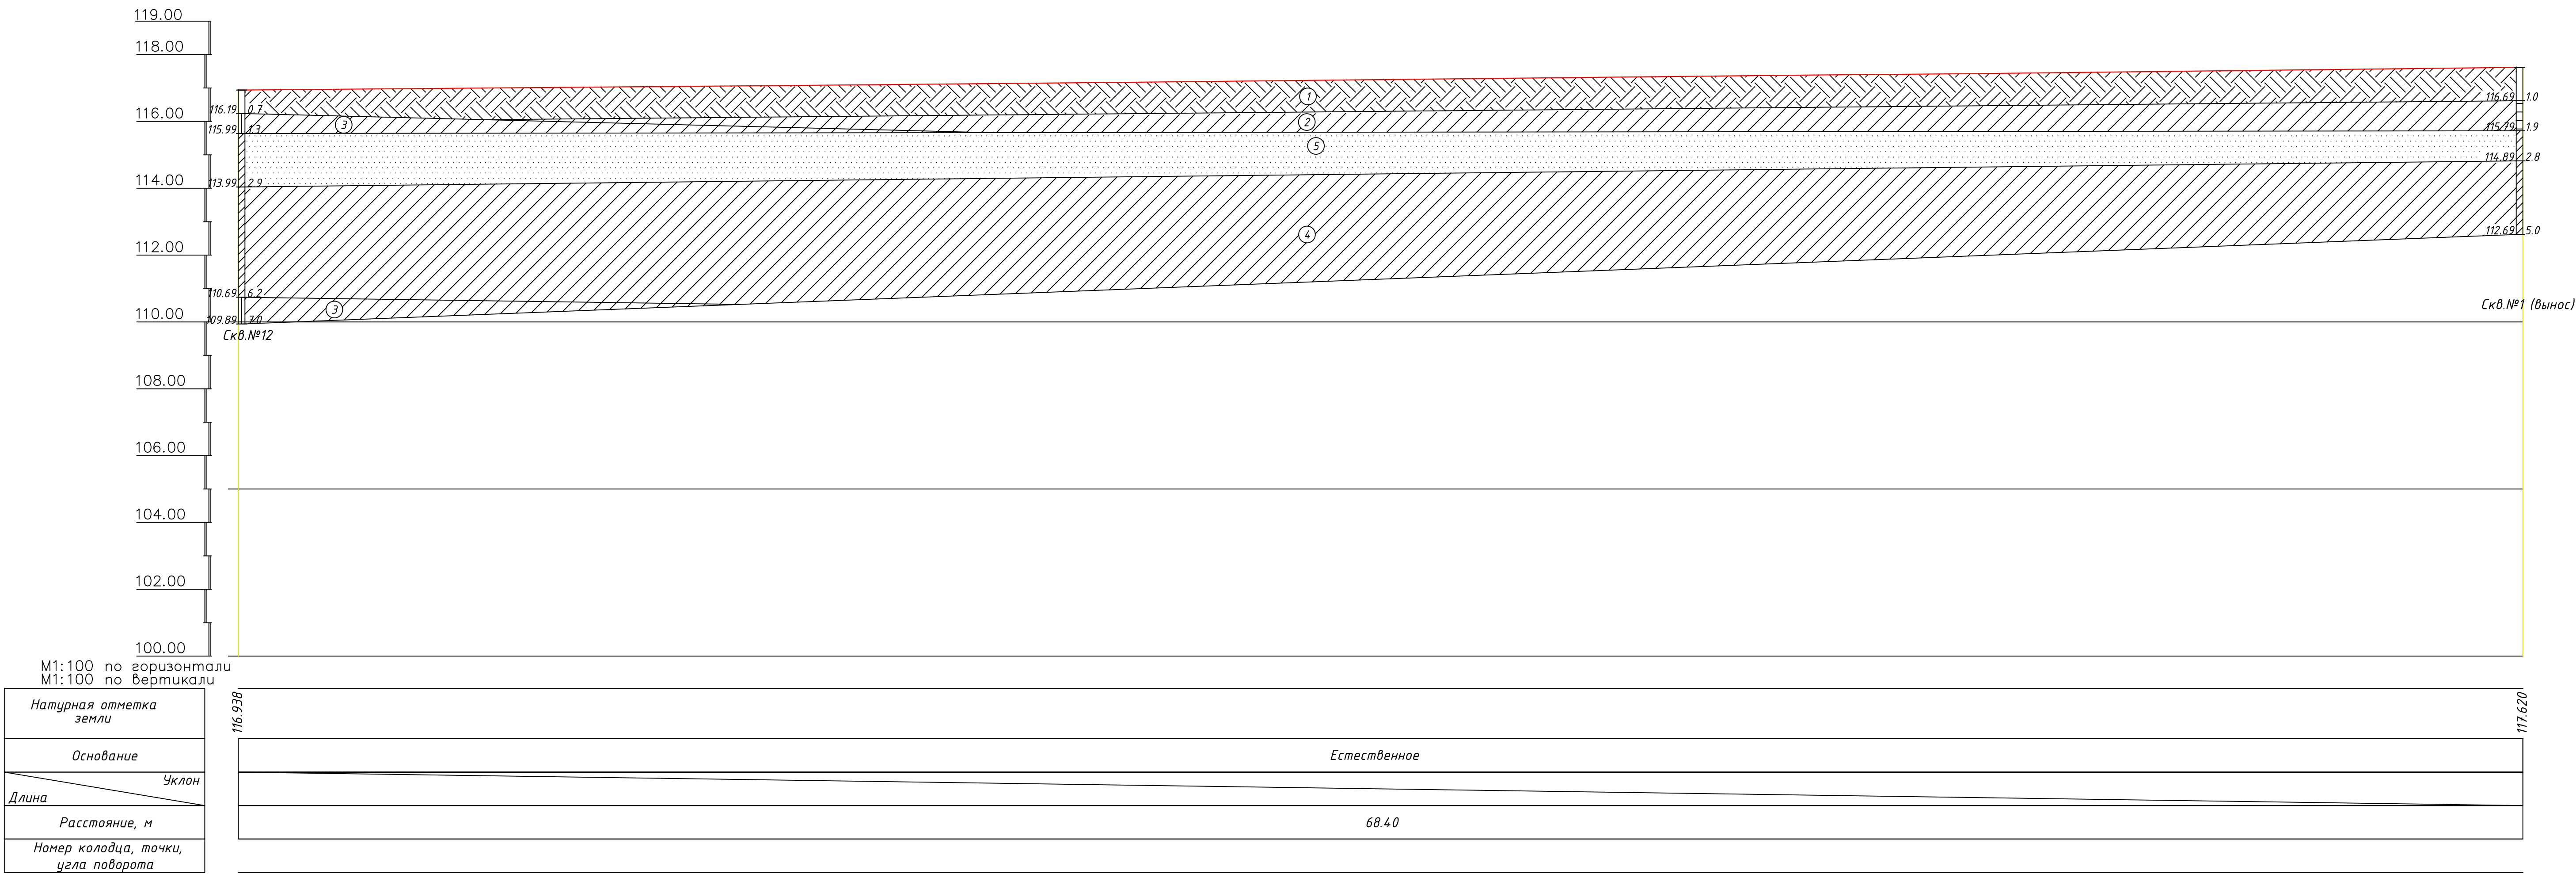 119.00
118.00
116.00
114.00
112.00
110.00
108.00
106.00
104.00
102.00
100.00
116.19 0.7
115.99 1.3
113.99 2.9
110.69 6.2
109.89 7.0
Скв.№12
3
3
1
2
5
4
116.69 1.0
115.79 1.9
114.89 2.8
112.69 5.0
Скв.№1 (вынос)
М1:100 по горизонтали
М1:100 по вертикали
Натурная отметка
земли
116.938
117.620
Основание
Естественное
Уклон
Длина
Расстояние, м
68.40
Номер колодца, точки,
угла поворота